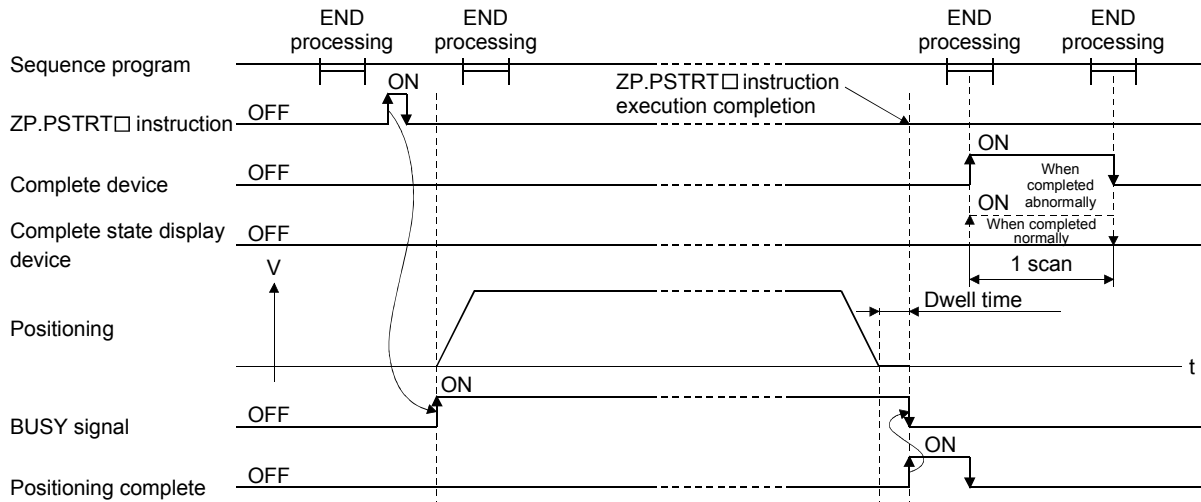 END
processing
END
processing
END
processing
END
processing
Sequence program
ON
ZP.PSTRT□ instruction
execution completion
ZP.PSTRT□ instruction
OFF
ON
Complete device
OFF
When
completed
abnormally
ON
Complete state display
device
OFF
When completed
normally
V
1 scan
Dwell time
Positioning
t
ON
BUSY signal
OFF
ON
Positioning complete
OFF